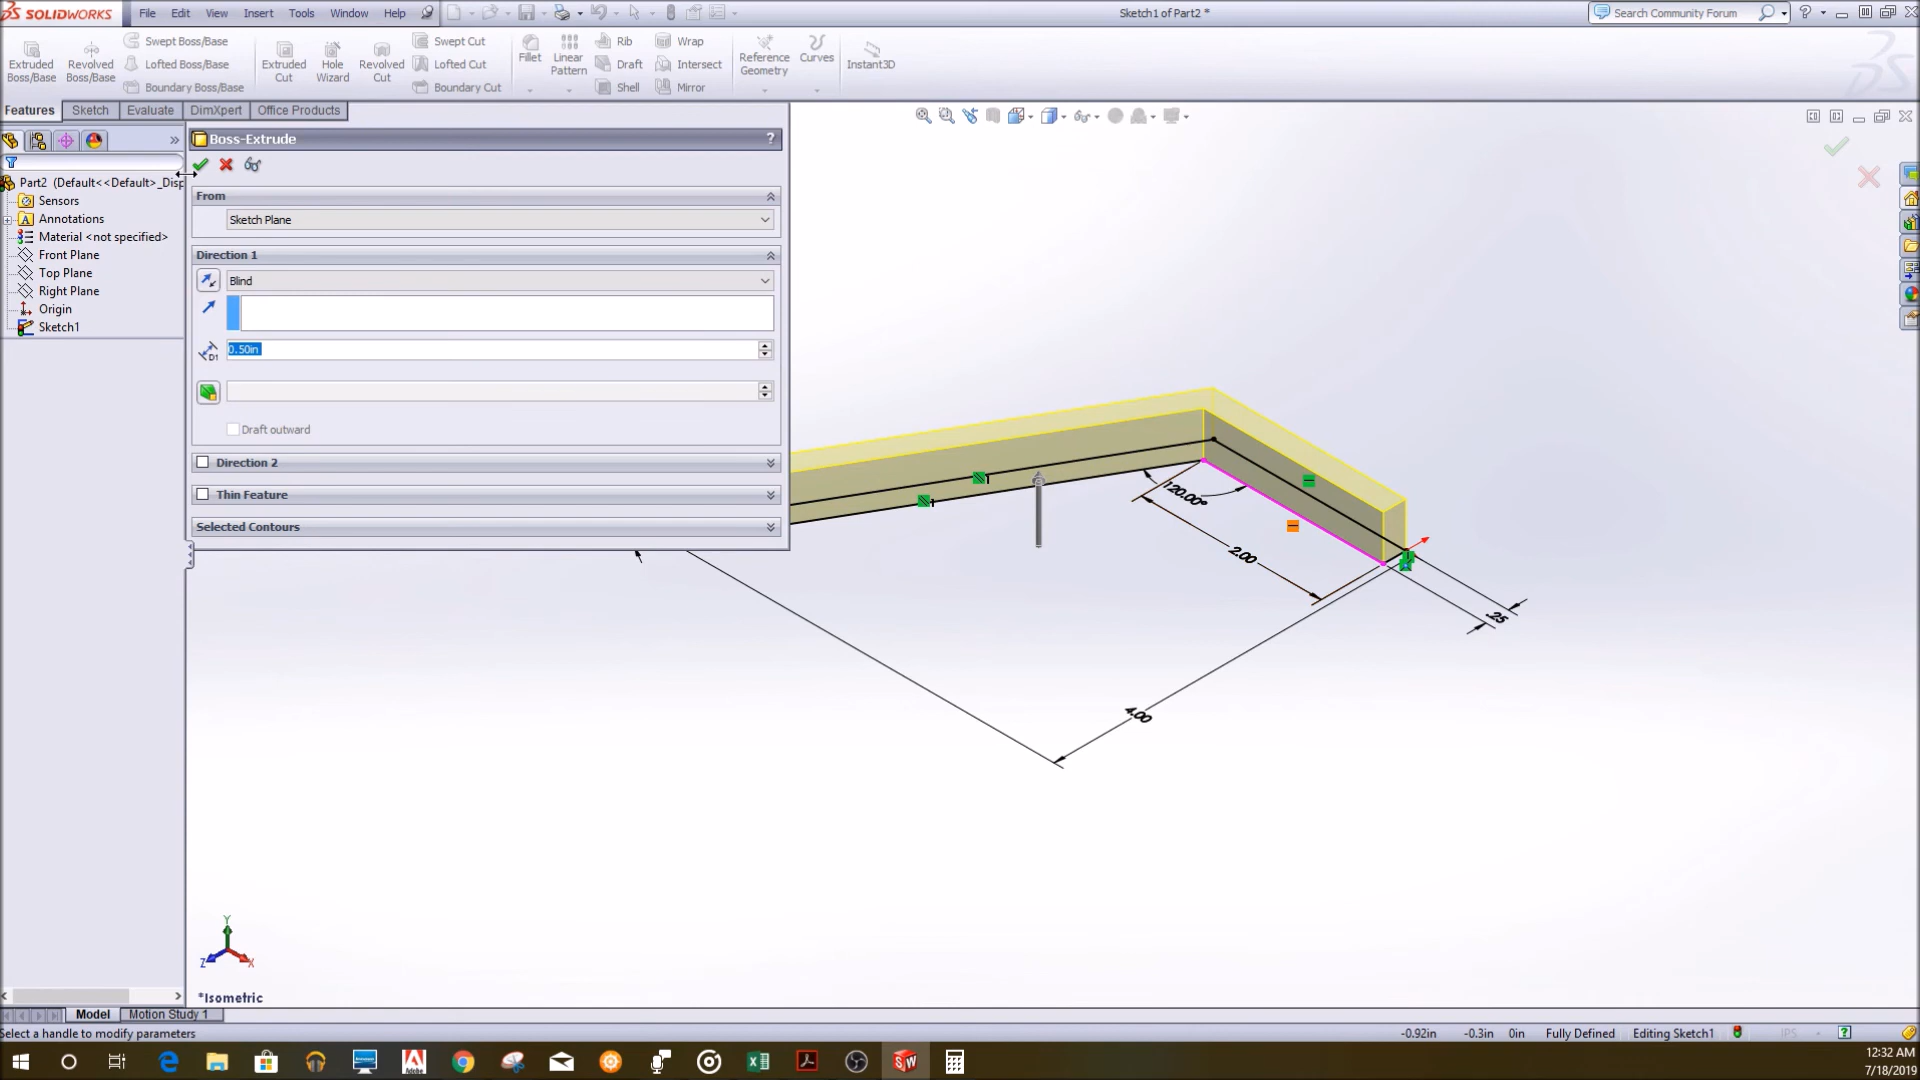 SOLIDWORKS File Edit View Insert Tools Window Help Sketch1 of Part2 * Search Community Forum
Extruded Boss/Base
Revolved Boss/Base
Swept Boss/Base
Lofted Boss/Base
Boundary Boss/Base
Extruded Cut
Hole Wizard
Revolved Cut
Swept Cut
Lofted Cut
Boundary Cut
Fillet
Linear Pattern
Rib
Draft
Shell
Wrap
Intersect
Mirror
Reference Geometry
Curves
Instant3D
Features Sketch Evaluate DimXpert Office Products
Part2 (Default<<Default>_Disp
Sensors
Annotations
Material <not specified>
Front Plane
Top Plane
Right Plane
Origin
Sketch1
Boss-Extrude ?
From
Sketch Plane
Direction 1
Blind
D1
0.50in
Draft outward
Direction 2
Thin Feature
Selected Contours
120.00°
2.00
.25
4.00
1
1
Y
Z X
*Isometric
Model Motion Study 1
Select a handle to modify parameters -0.92in -0.3in 0in Fully Defined Editing Sketch1 IPS
12:32 AM
7/18/2019